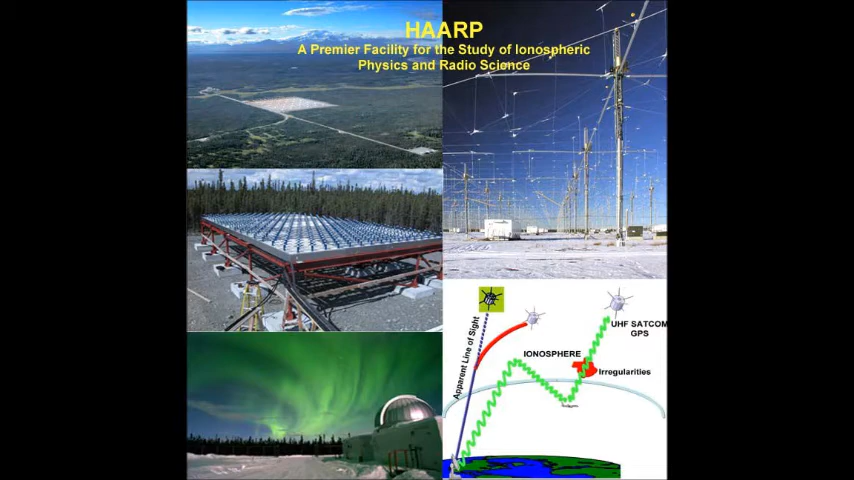 HAARP
A Premier Facility for the Study of Ionospheric
Physics and Radio Science
Apparent Line of Sight
UHF SATCOM
GPS
IONOSPHERE
Irregularities